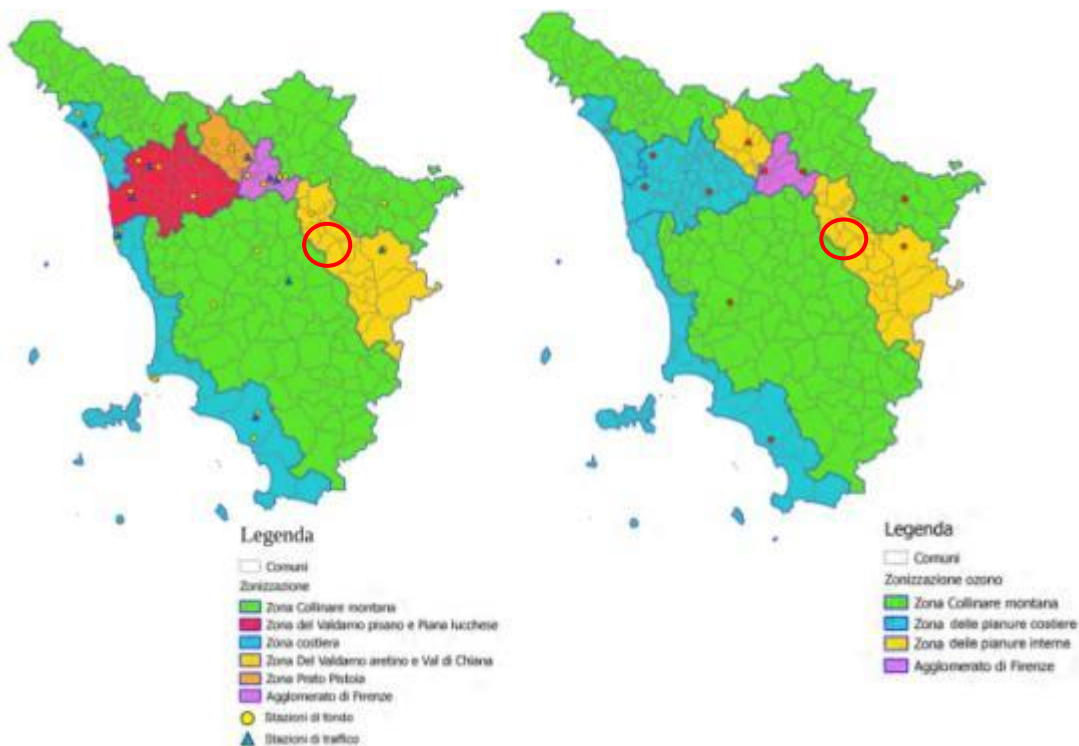 Legenda
Comuni
Zonizzazione
Zona Collinare montana
Zona del Valdarno pisano e Piana lucchese
Zona costiera
Zona Del Valdarno aretino e Val di Chiana
Zona Prato Pistoia
Agglomerato di Firenze
Stazioni di fondo
Stazioni di traffico
Legenda
Comuni
Zonizzazione ozono
Zona Collinare montana
Zona delle pianure costiere
Zona delle pianure interne
Agglomerato di Firenze